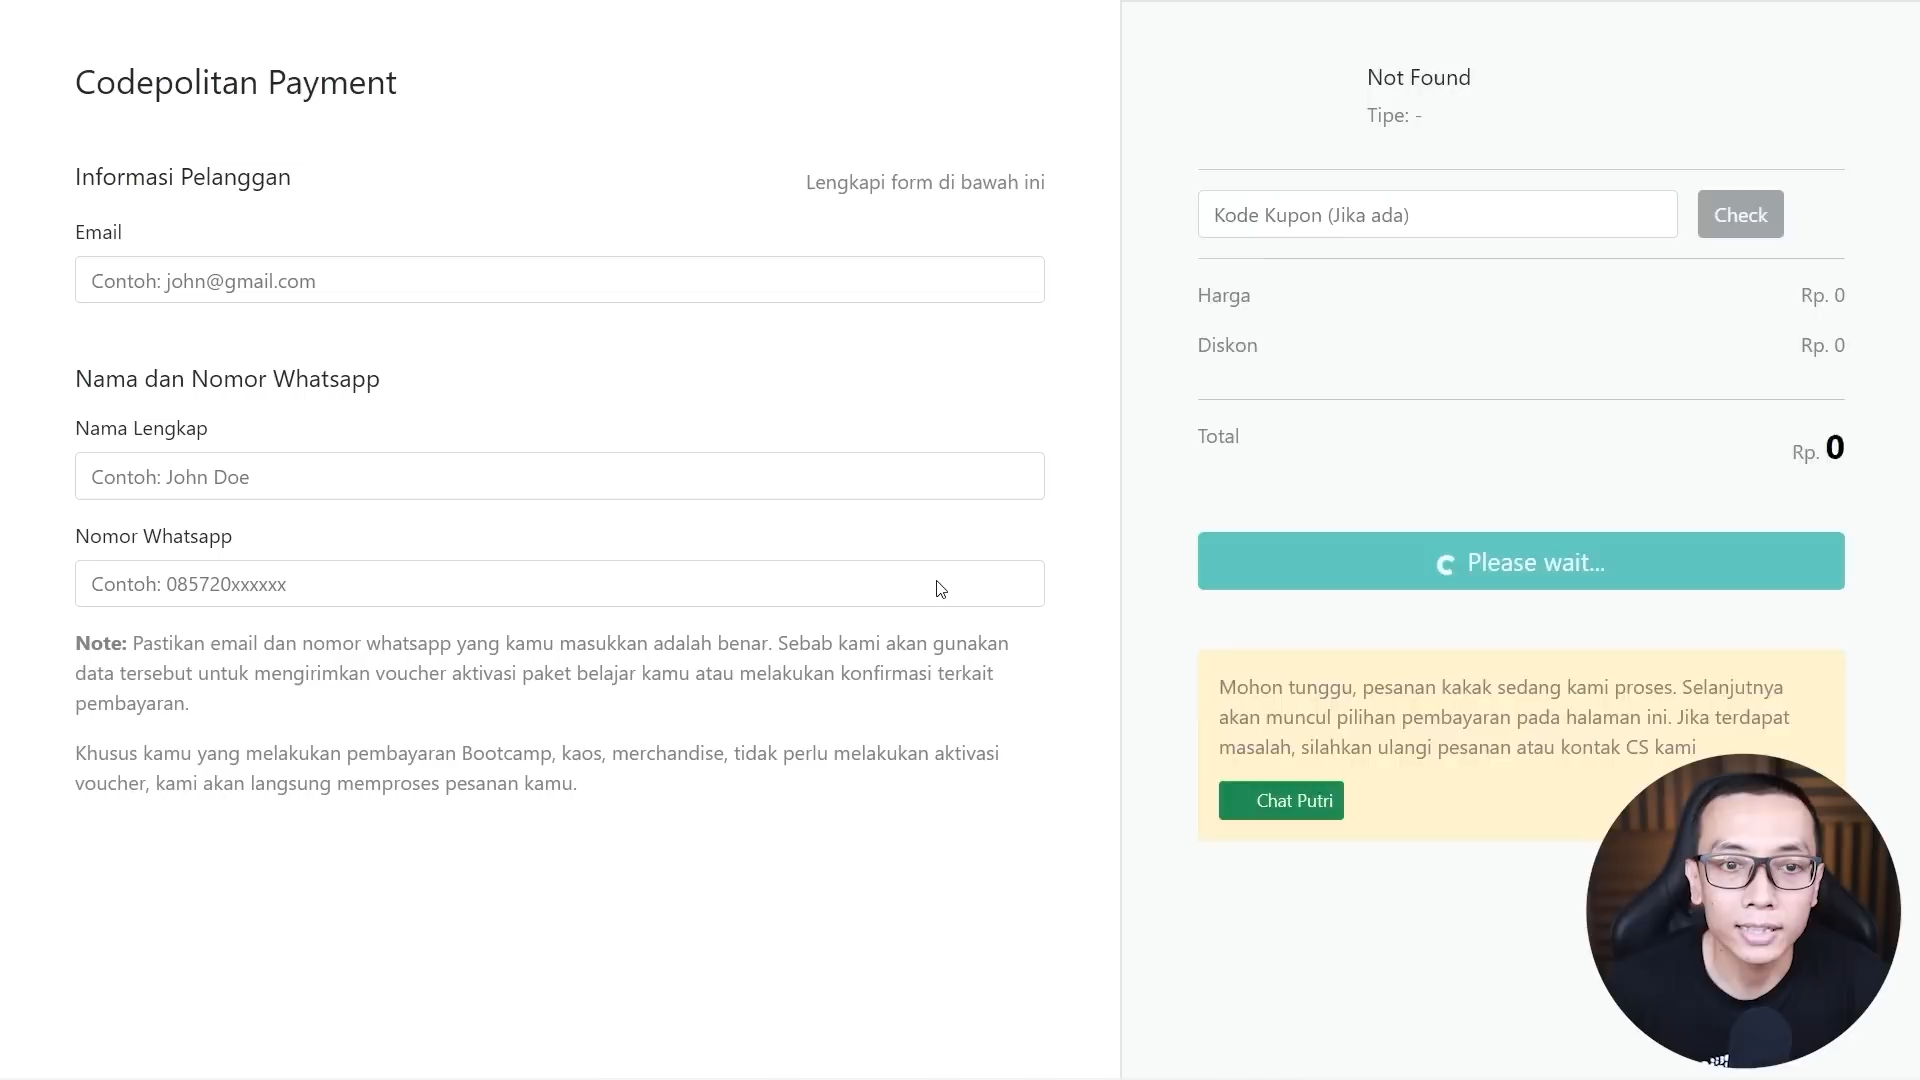 Codepolitan Payment
Informasi Pelanggan
Lengkapi form di bawah ini
Email
Contoh: john@gmail.com
Nama dan Nomor Whatsapp
Nama Lengkap
Contoh: John Doe
Nomor Whatsapp
Contoh: 085720xxxxxx
Note: Pastikan email dan nomor whatsapp yang kamu masukkan adalah benar. Sebab kami akan gunakan
data tersebut untuk mengirimkan voucher aktivasi paket belajar kamu atau melakukan konfirmasi terkait
pembayaran.
Khusus kamu yang melakukan pembayaran Bootcamp, kaos, merchandise, tidak perlu melakukan aktivasi
voucher, kami akan langsung memproses pesanan kamu.
Not Found
Tipe: -
Kode Kupon (Jika ada)
Check
Harga
Rp. 0
Diskon
Rp. 0
Total
Rp. 0
Please wait...
Mohon tunggu, pesanan kakak sedang kami proses. Selanjutnya
akan muncul pilihan pembayaran pada halaman ini. Jika terdapat
masalah, silahkan ulangi pesanan atau kontak CS kami
Chat Putri